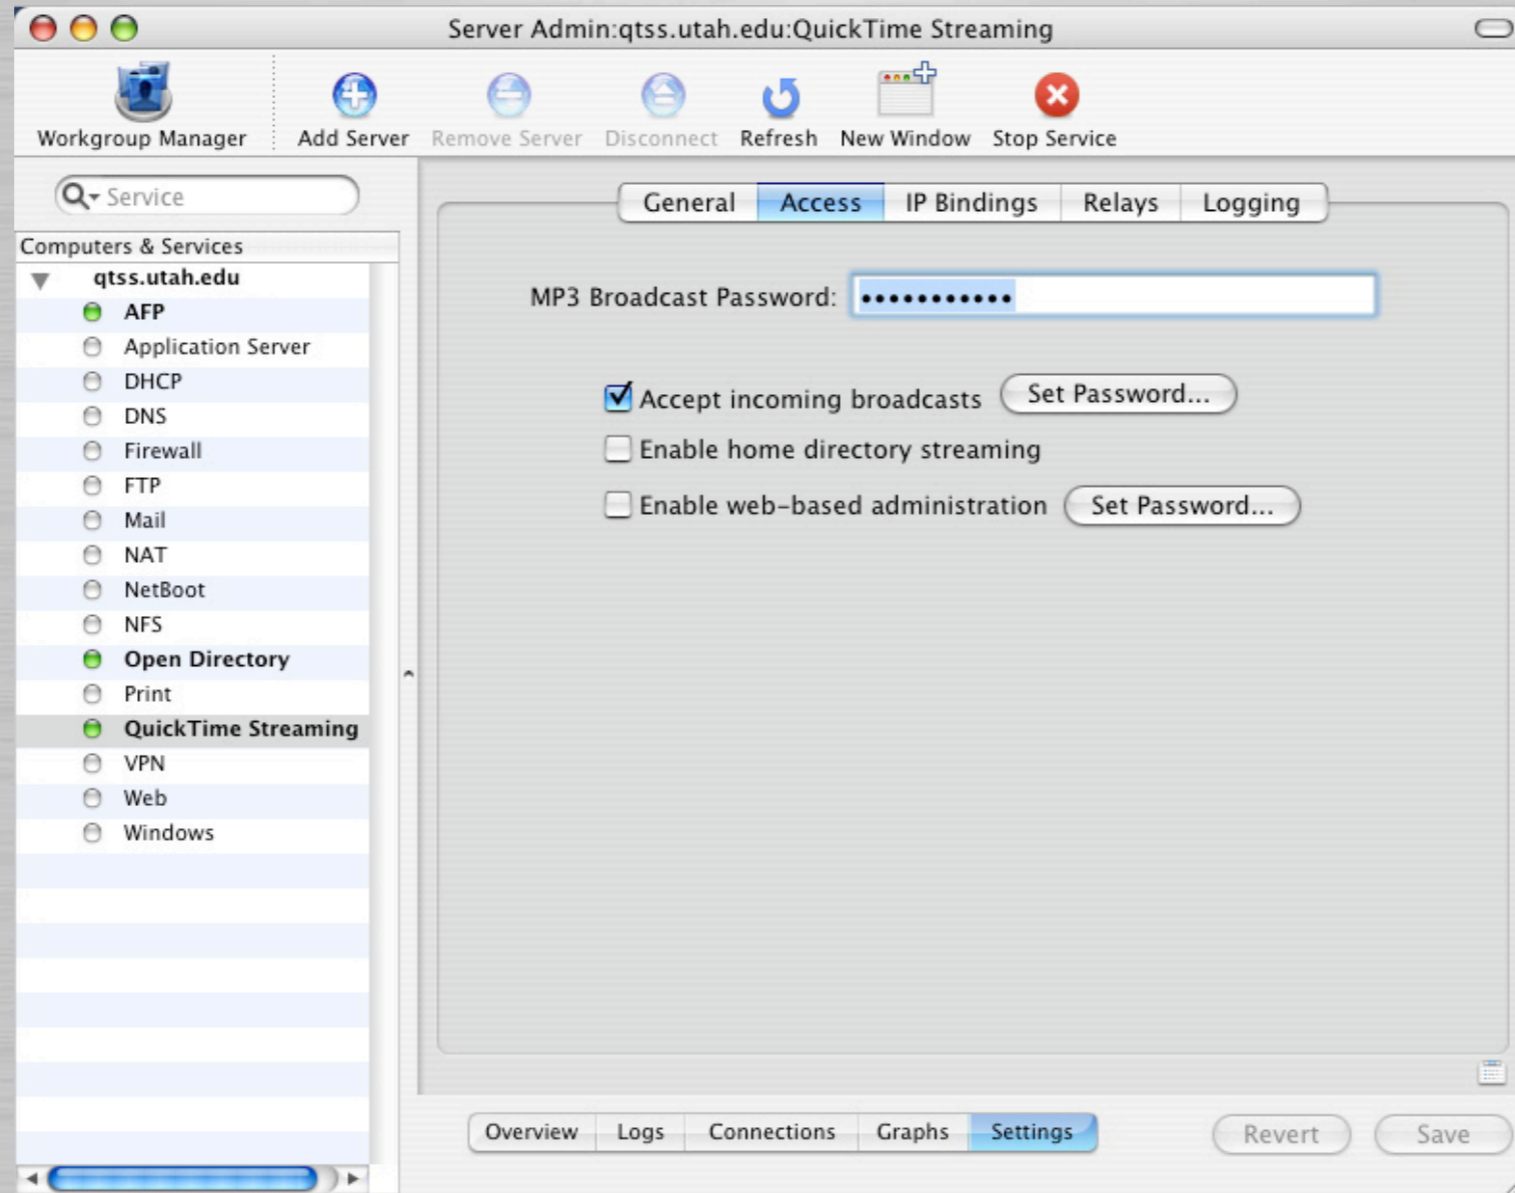 Server Admin:qtss.utah.edu:QuickTime Streaming
Workgroup Manager Add Server Remove Server Disconnect Refresh New Window Stop Service
Service
General Access IP Bindings Relays Logging
Computers & Services
qtss.utah.edu
AFP
Application Server
DHCP
DNS
Firewall
FTP
Mail
NAT
NetBoot
NFS
Open Directory
Print
QuickTime Streaming
VPN
Web
Windows
MP3 Broadcast Password: •••••••••••
Accept incoming broadcasts Set Password...
Enable home directory streaming
Enable web-based administration Set Password...
Overview Logs Connections Graphs Settings Revert Save